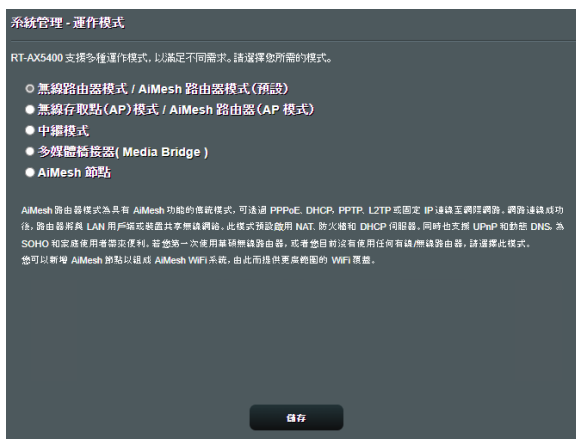 系統管理 - 運作模式
RT-AX5400 支援多種運作模式，以滿足不同需求。請選擇您所需的模式。
無線路由器模式 / AiMesh 路由器模式(預設)
無線存取點(AP)模式 / AiMesh 路由器(AP 模式)
中繼模式
多媒體橋接器( Media Bridge )
AiMesh 節點
AiMesh 路由器模式為具有 AiMesh 功能的傳統模式，可透過 PPPoE. DHCP, PPTP, L2TP 或固定 IP 連線至網際網路。網路連線成功
後，路由器將與 LAN 用戶端或裝置共享無線網絡。此模式預設啟用 NAT. 防火牆和 DHCP 伺服器。同時也支援 UPnP 和動態 DNS，為
SOHO 和家庭使用者帶來便利。若您第一次使用華碩無線路由器，或者您目前沒有使用任何有線/無線路由器，請選擇此模式。
您可以新增 AiMesh 節點以組成 AiMesh WiFi 系統，由此而提供更廣範圍的 WiFi 覆蓋。
儲存